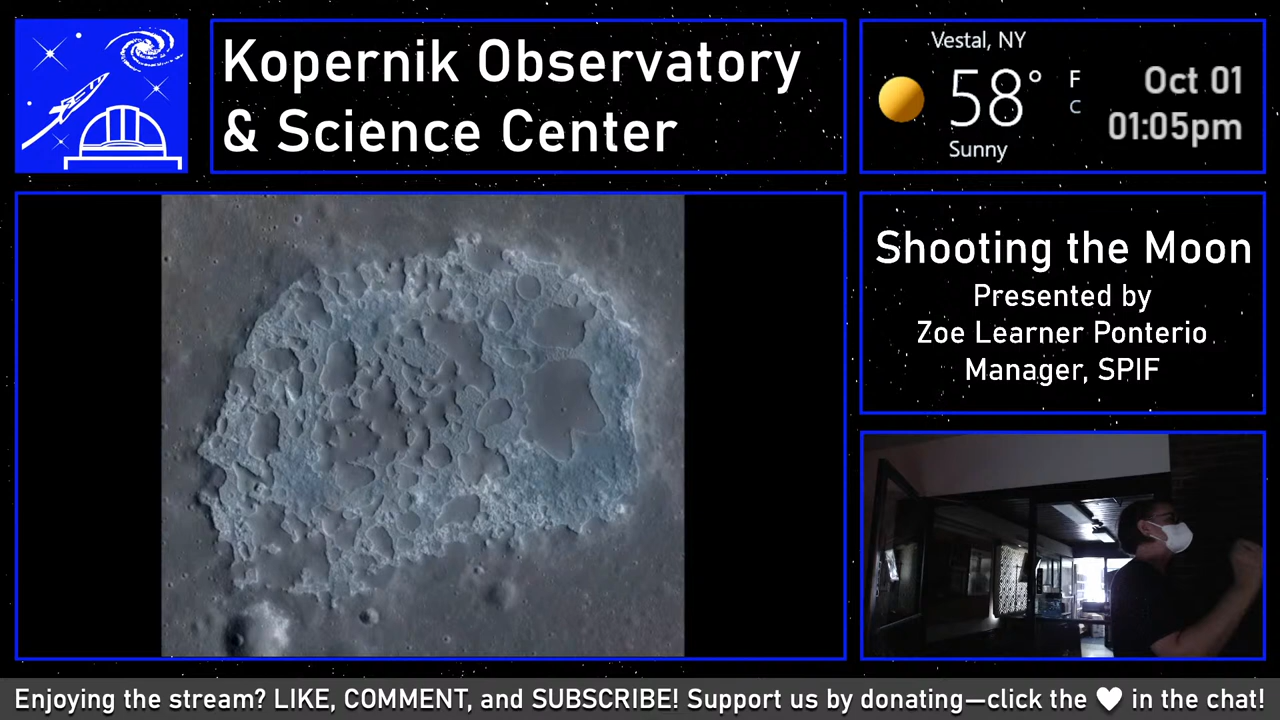 Kopernik Observatory
& Science Center
Vestal, NY
58° F
C
Sunny
Oct 01
01:05pm
Shooting the Moon
Presented by
Zoe Learner Ponterio
Manager, SPIF
Enjoying the stream? LIKE, COMMENT, and SUBSCRIBE! Support us by donating—click the ♥ in the chat!